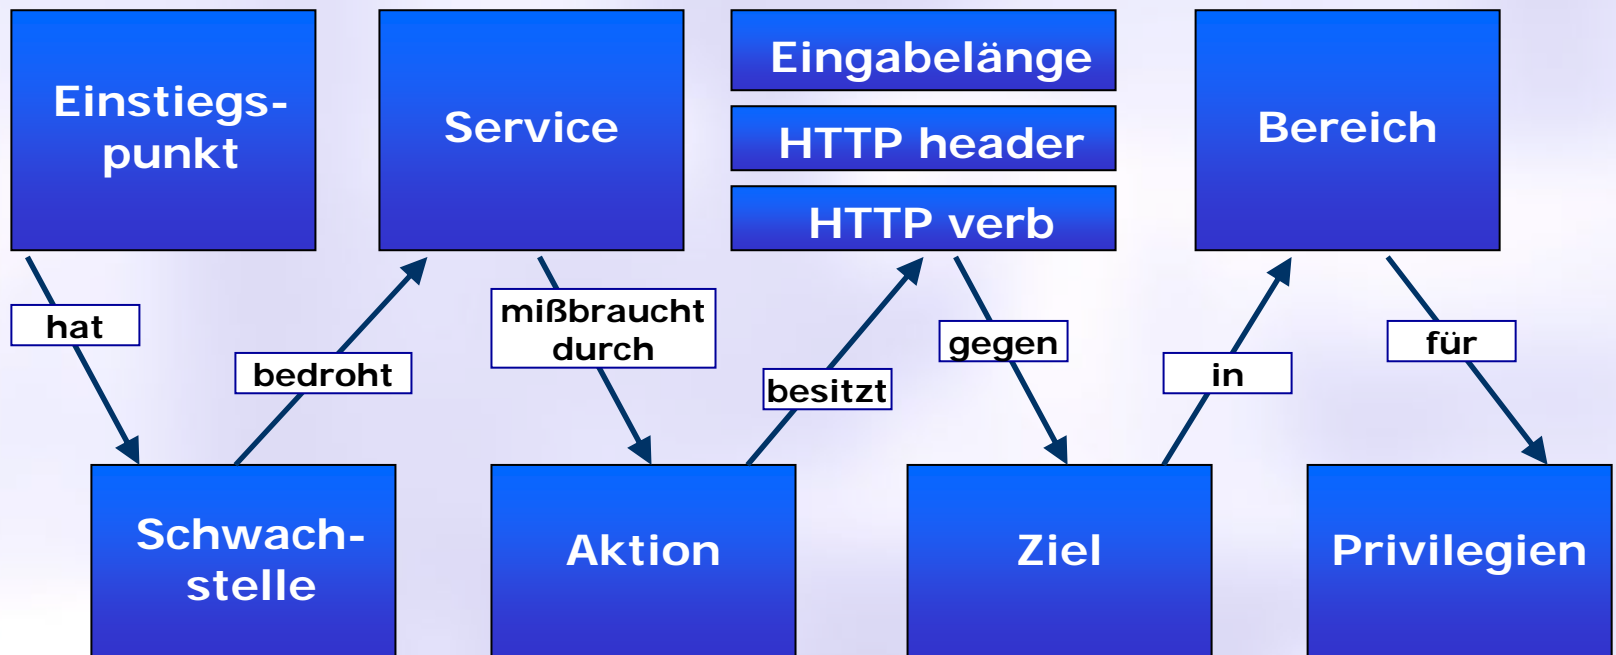 Einstiegs-
punkt
Service
Eingabelänge
HTTP header
HTTP verb
Bereich
hat
bedroht
mißbraucht
durch
besitzt
gegen
in
für
Schwach-
stelle
Aktion
Ziel
Privilegien